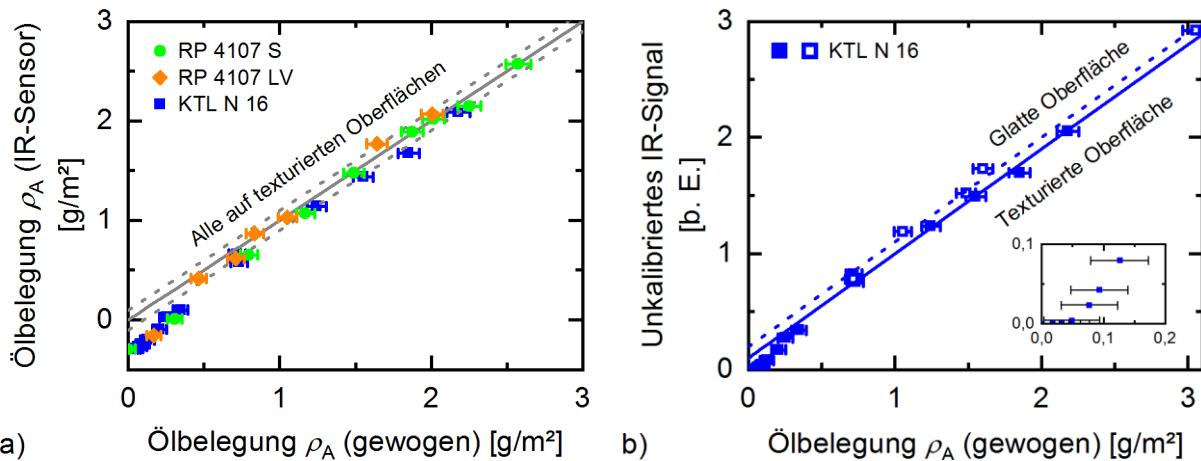 3
2
1
0
0
1
2
3
RP 4107 S
RP 4107 LV
KTL N 16
Alle auf texturierten Oberflächen
Ölbelegung ρA (IR-Sensor)
[g/m²]
Ölbelegung ρA (gewogen) [g/m²]
a)
3
2
1
0
0
1
2
3
KTL N 16
Glatte Oberfläche
Texturierte Oberfläche
0,1
0,0
0,0
0,1
0,2
Unkalibriertes IR-Signal
[b. E.]
Ölbelegung ρA (gewogen) [g/m²]
b)